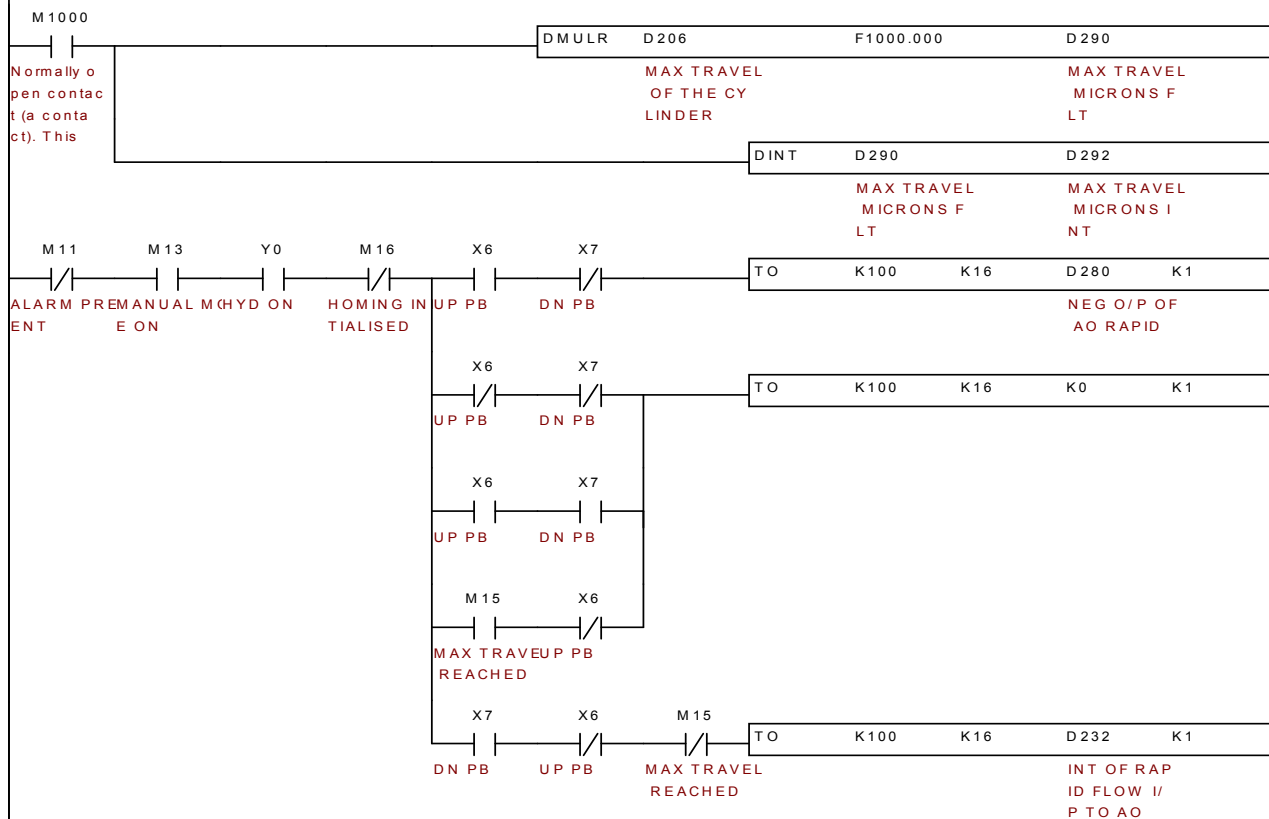 M1000
DMULR D206 F1000.000 D290
Normally o
pen contac
t (a conta
ct). This
MAX TRAVEL
OF THE CY
LINDER
MAX TRAVEL
MICRONS F
LT
DINT D290 D292
MAX TRAVEL
MICRONS F
LT
MAX TRAVEL
MICRONS I
NT
M11 M13 Y0 M16 X6 X7
TO K100 K16 D280 K1
ALARM PRE
ENT
MANUAL M
E ON
HYD ON
HOMING IN
TIALISED
UP PB
DN PB
NEG O/P OF
AO RAPID
X6 X7
TO K100 K16 K0 K1
UP PB DN PB
X6 X7
UP PB DN PB
M15 X6
MAX TRAVE
REACHED
UP PB
X7 X6 M15
TO K100 K16 D232 K1
DN PB UP PB
MAX TRAVEL
REACHED
INT OF RAP
ID FLOW I/
P TO AO